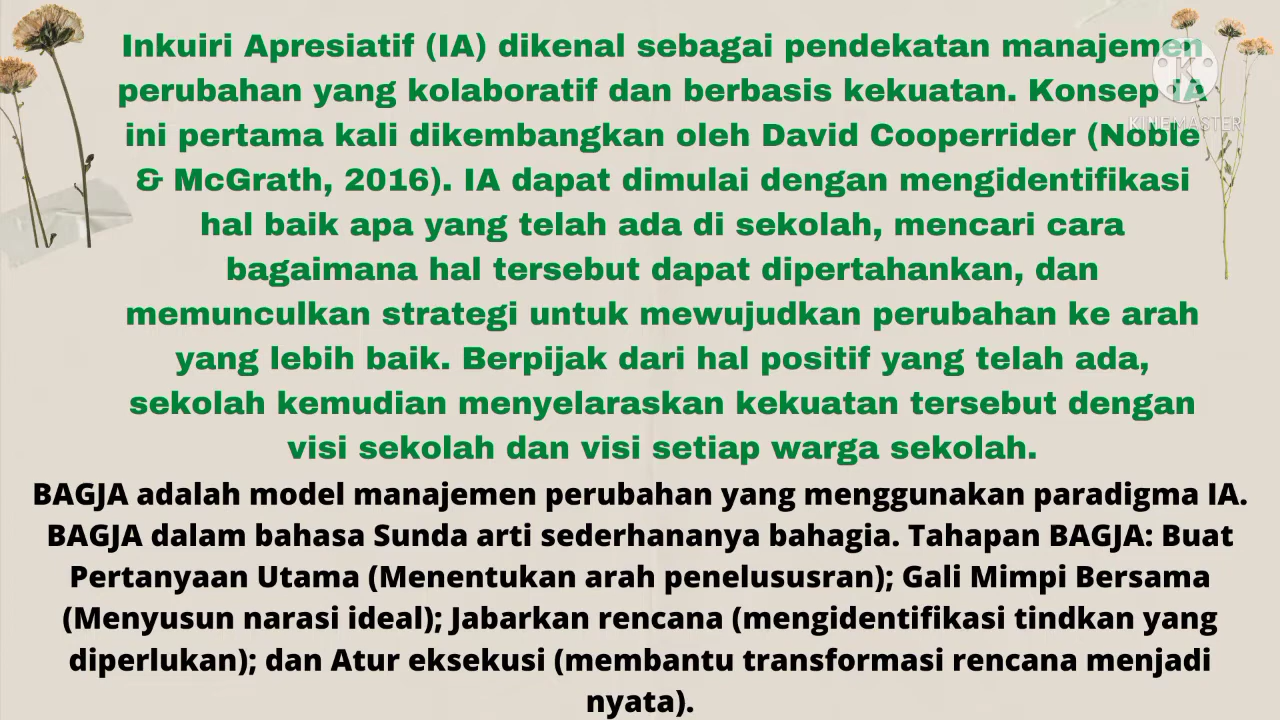 Inkuiri Apresiatif (IA) dikenal sebagai pendekatan manajemen
perubahan yang kolaboratif dan berbasis kekuatan. Konsep IA
ini pertama kali dikembangkan oleh David Cooperrider (Noble
& McGrath, 2016). IA dapat dimulai dengan mengidentifikasi
hal baik apa yang telah ada di sekolah, mencari cara
bagaimana hal tersebut dapat dipertahankan, dan
memunculkan strategi untuk mewujudkan perubahan ke arah
yang lebih baik. Berpijak dari hal positif yang telah ada,
sekolah kemudian menyelaraskan kekuatan tersebut dengan
visi sekolah dan visi setiap warga sekolah.
BAGJA adalah model manajemen perubahan yang menggunakan paradigma IA.
BAGJA dalam bahasa Sunda arti sederhananya bahagia. Tahapan BAGJA: Buat
Pertanyaan Utama (Menentukan arah penelususran); Gali Mimpi Bersama
(Menyusun narasi ideal); Jabarkan rencana (mengidentifikasi tindkan yang
diperlukan); dan Atur eksekusi (membantu transformasi rencana menjadi
nyata).
K
KINEMASTER